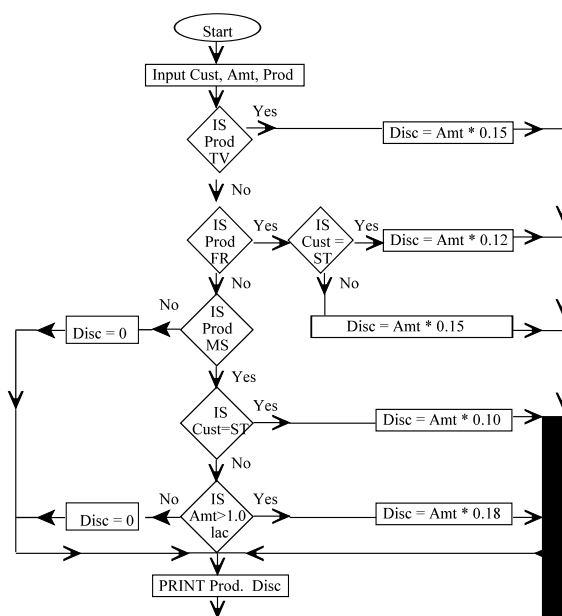 Start
Input Cust, Amt, Prod
IS
Prod
TV
Yes
Disc = Amt * 0.15
No
IS
Prod
FR
Yes
IS
Cust =
ST
Yes
Disc = Amt * 0.12
No
No
Disc = Amt * 0.15
IS
Prod
MS
No
Disc = 0
Yes
IS
Cust=ST
Yes
Disc = Amt * 0.10
No
IS
Amt>1.0
lac
No
Disc = 0
Yes
Disc = Amt * 0.18
PRINT Prod. Disc